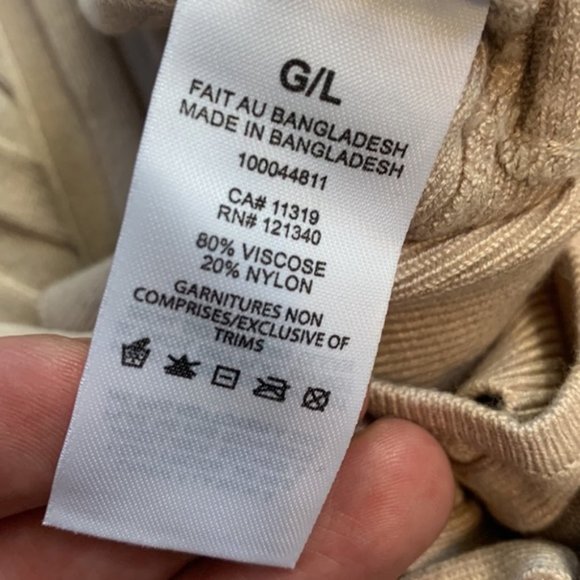 G/L
FAIT AU BANGLADESH
MADE IN BANGLADESH
100044811
CA# 11319
RN# 121340
80% VISCOSE
20% NYLON
GARNITURES NON
COMPRISES/EXCLUSIVE OF
TRIMS